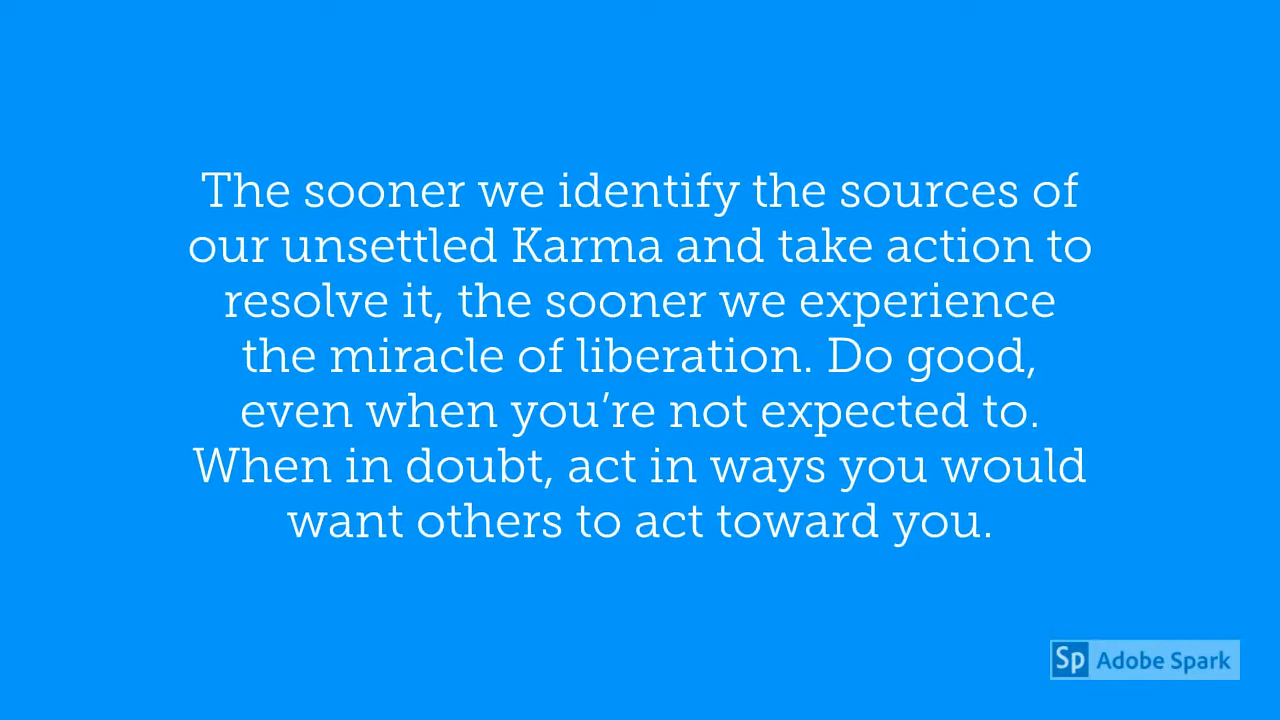 The sooner we identify the sources of
our unsettled Karma and take action to
resolve it, the sooner we experience
the miracle of liberation. Do good,
even when you’re not expected to.
When in doubt, act in ways you would
want others to act toward you.
Sp Adobe Spark